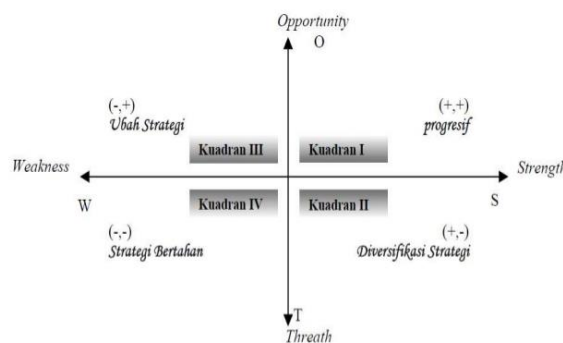 Opportunity
O
(-,+)
Ubah Strategi
(+,+)
progresif
Kuadran III
Kuadran I
Weakness
Strength
W
Kuadran IV
Kuadran II
S
(-,-)
Strategi Bertahan
(+,-)
Diversifikasi Strategi
T
Threath